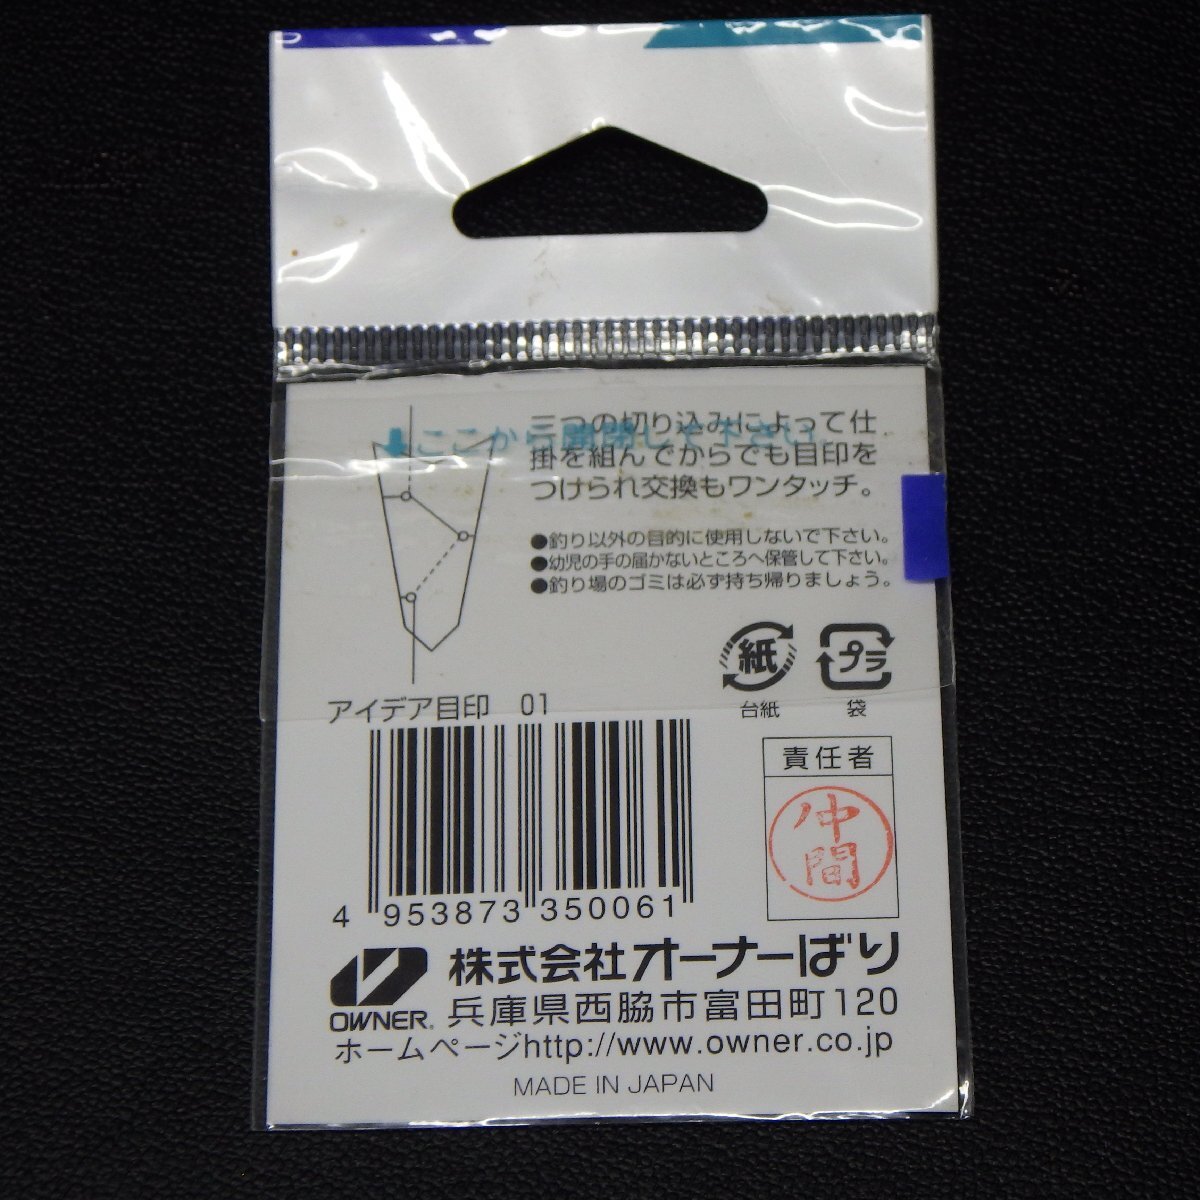 三つの切り込みによって仕
掛を組んでからでも目印を
つけられ交換もワンタッチ。
ここから開閉して下さい。
●釣り以外の目的に使用しないで下さい。
●幼児の手の届かないところへ保管して下さい。
●釣り場のゴミは必ず持ち帰りましょう。
紙
台紙
プラ
袋
アイデア目印 01
責任者
仲間
4 953873 350061
OWNER®
株式会社オーナーばり
兵庫県西脇市富田町120
ホームページhttp://www.owner.co.jp
MADE IN JAPAN